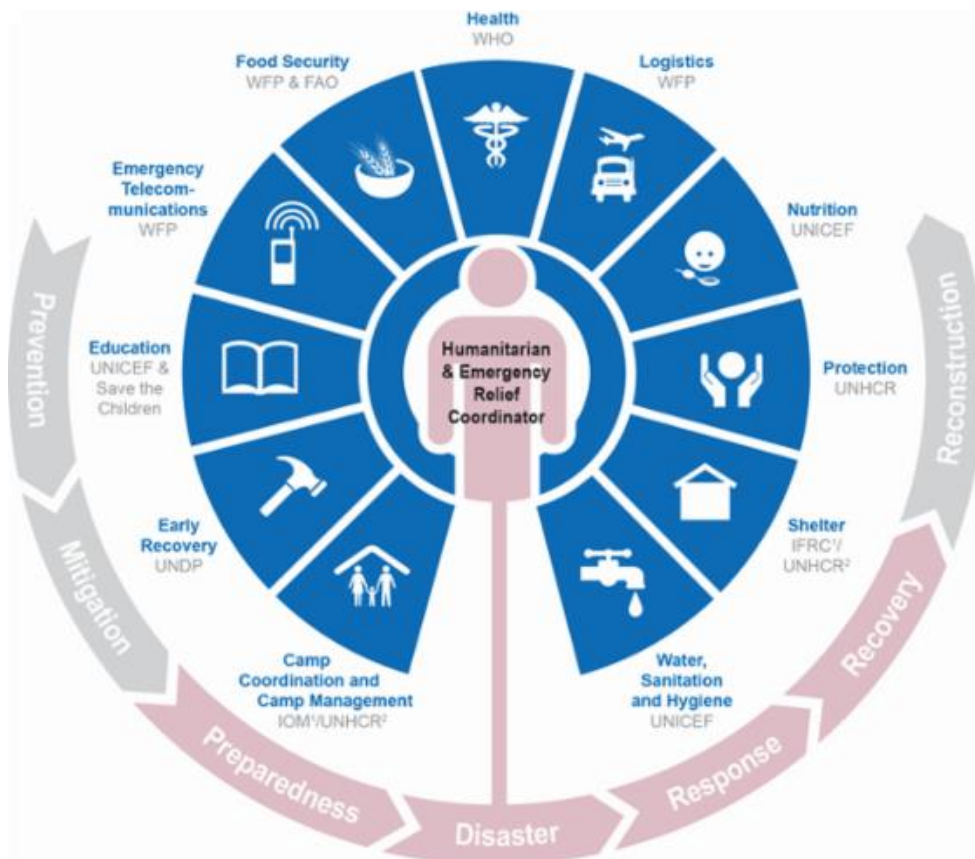 Health
WHO
Logistics
WFP
Nutrition
UNICEF
Protection
UNHCR
Shelter
IFRC¹/
UNHCR²
Water,
Sanitation
and Hygiene
UNICEF
Camp
Coordination and
Camp Management
IOM¹/UNHCR²
Early
Recovery
UNDP
Education
UNICEF &
Save the
Children
Emergency
Telecom-
munications
WFP
Food Security
WFP & FAO
Humanitarian
& Emergency
Relief
Coordinator
Prevention
Mitigation
Preparedness
Disaster
Response
Recovery
Reconstruction